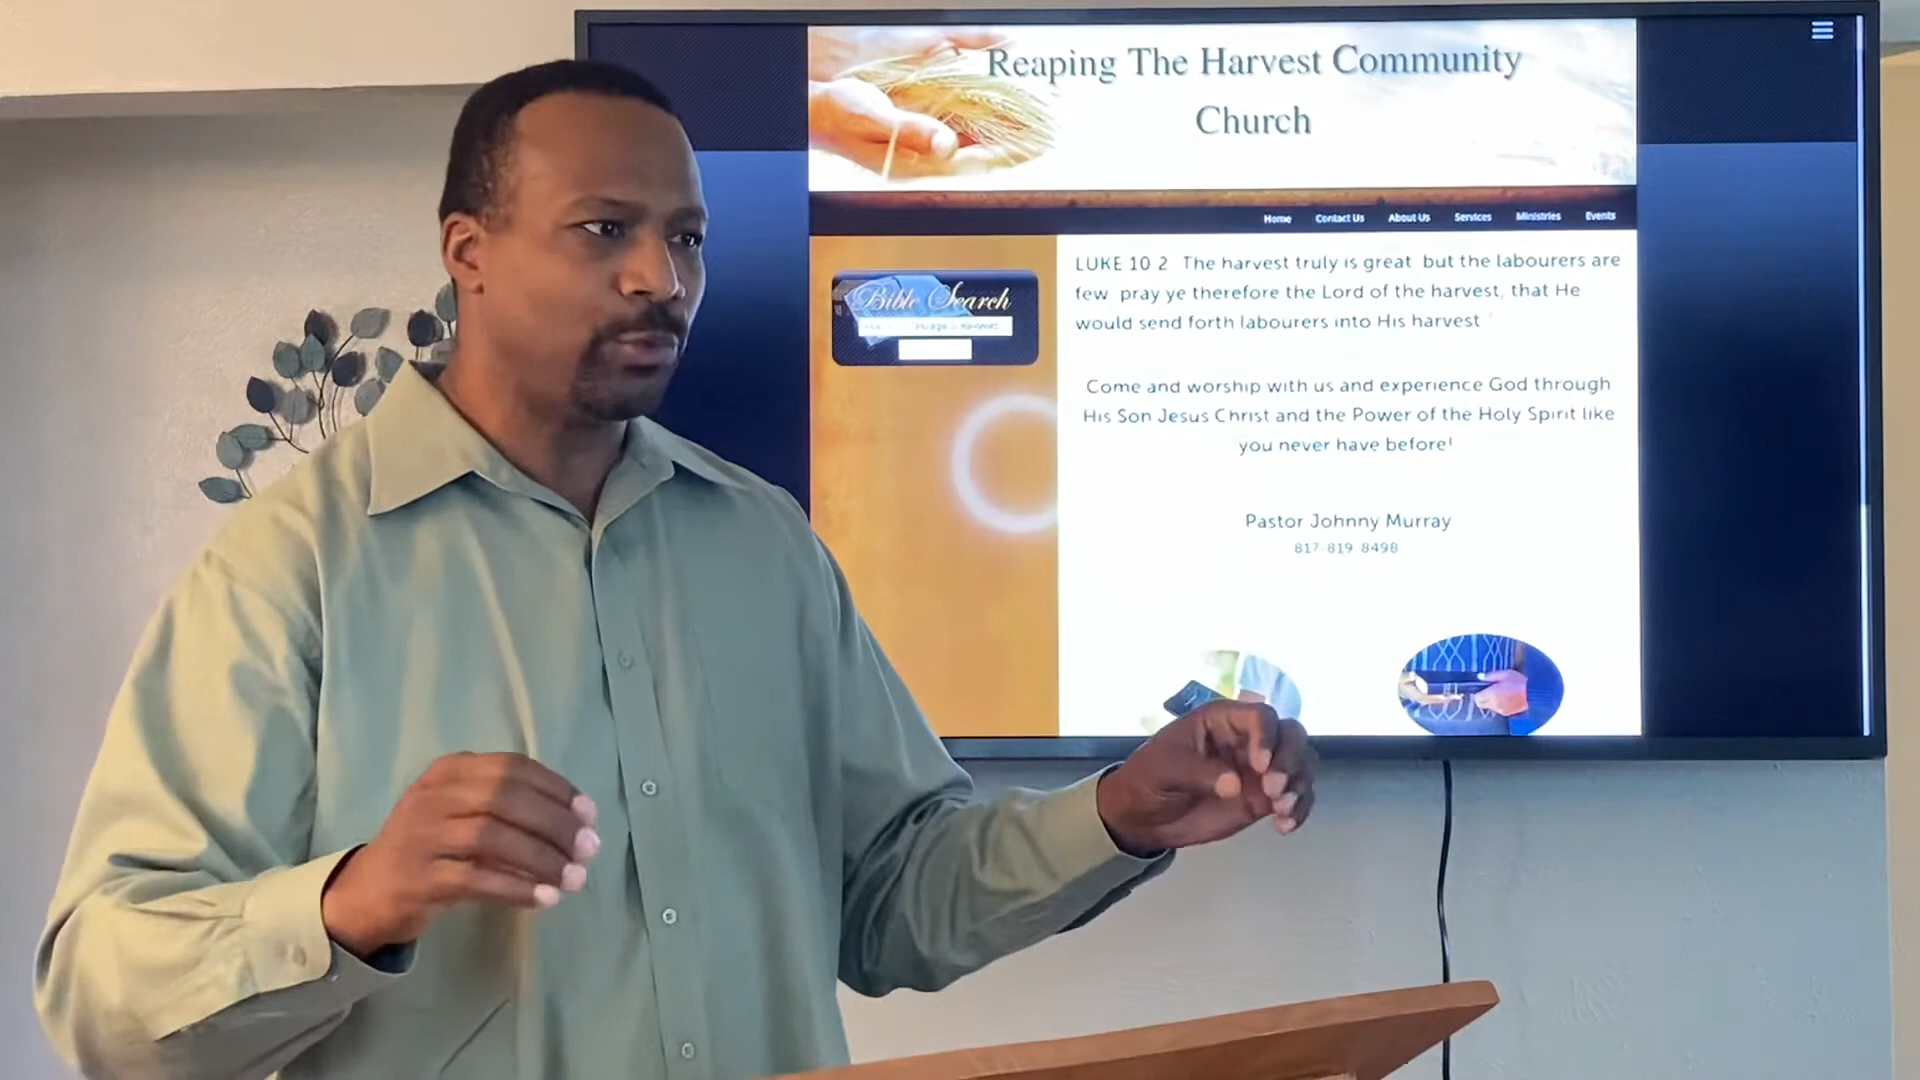 Reaping The Harvest Community
Church
Home Contact Us About Us Services Ministries Events
Bible Search
LUKE 10 2 The harvest truly is great but the labourers are
few pray ye therefore the Lord of the harvest, that He
would send forth labourers into His harvest
Come and worship with us and experience God through
His Son Jesus Christ and the Power of the Holy Spirit like
you never have before!
Pastor Johnny Murray
817-819 8498